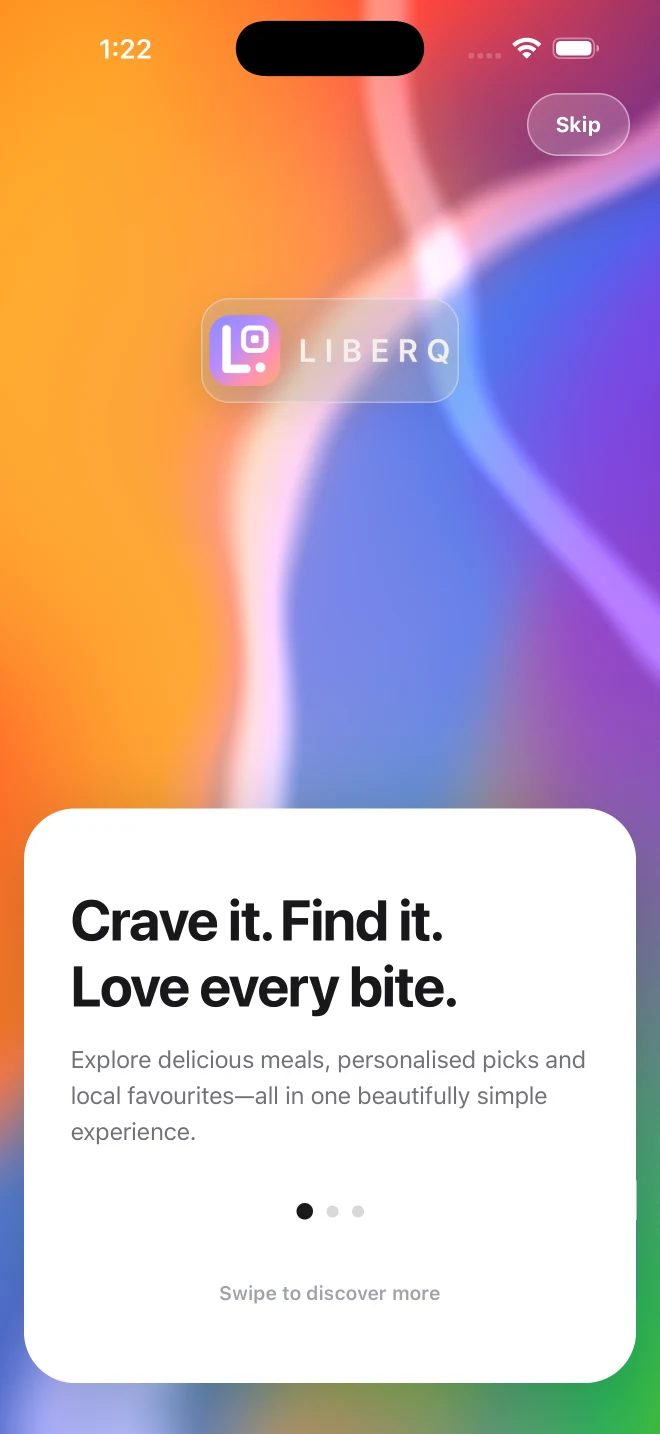 1:22
Skip
LIBERQ
Crave it. Find it.
Love every bite.
Explore delicious meals, personalised picks and
local favourites—all in one beautifully simple
experience.
Swipe to discover more